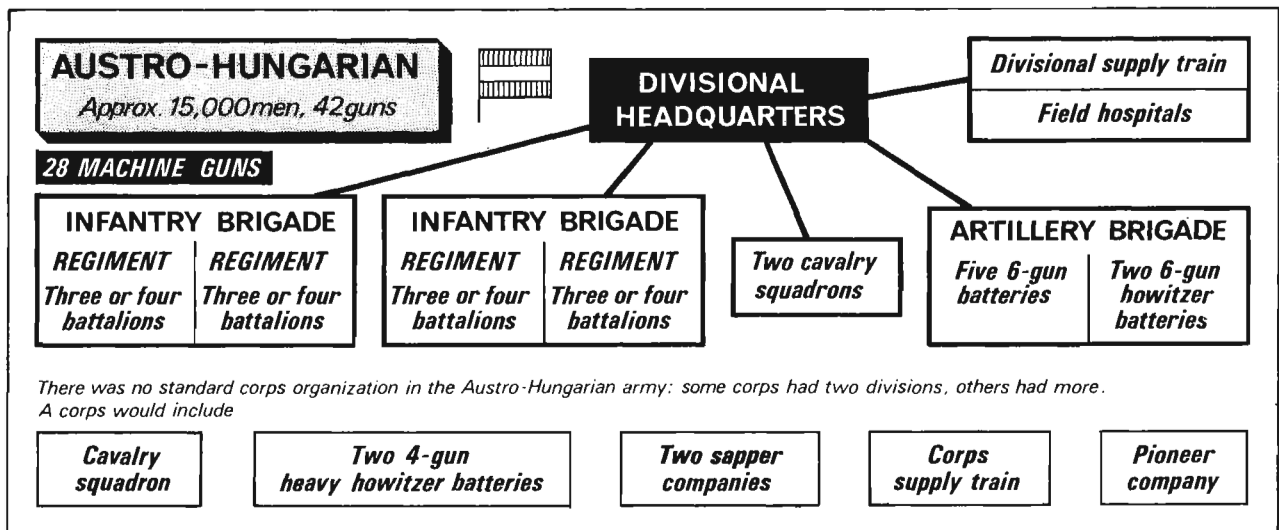 AUSTRO-HUNGARIAN
Approx. 15,000men, 42guns
28 MACHINE GUNS
DIVISIONAL
HEADQUARTERS
Divisional supply train
Field hospitals
INFANTRY BRIGADE
REGIMENT
Three or four
battalions
REGIMENT
Three or four
battalions
INFANTRY BRIGADE
REGIMENT
Three or four
battalions
REGIMENT
Three or four
battalions
Two cavalry
squadrons
ARTILLERY BRIGADE
Five 6-gun
batteries
Two 6-gun
howitzer
batteries
There was no standard corps organization in the Austro-Hungarian army: some corps had two divisions, others had more.
A corps would include
Cavalry
squadron
Two 4-gun
heavy howitzer batteries
Two sapper
companies
Corps
supply train
Pioneer
company